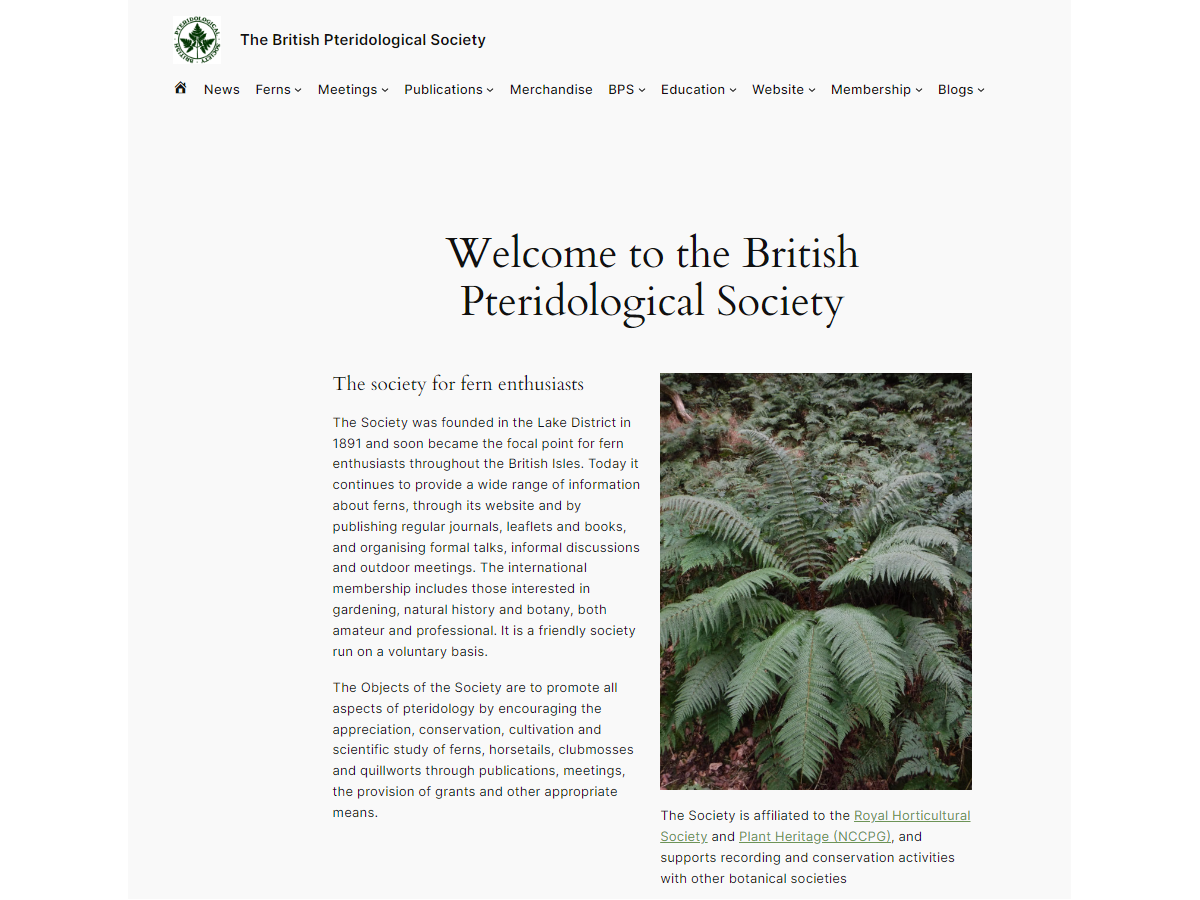 BRITISH PTERIDOLOGICAL SOCIETY
The British Pteridological Society
News Ferns Meetings Publications Merchandise BPS Education Website Membership Blogs
Welcome to the British
Pteridological Society
The society for fern enthusiasts
The Society was founded in the Lake District in
1891 and soon became the focal point for fern
enthusiasts throughout the British Isles. Today it
continues to provide a wide range of information
about ferns, through its website and by
publishing regular journals, leaflets and books,
and organising formal talks, informal discussions
and outdoor meetings. The international
membership includes those interested in
gardening, natural history and botany, both
amateur and professional. It is a friendly society
run on a voluntary basis.
The Objects of the Society are to promote all
aspects of pteridology by encouraging the
appreciation, conservation, cultivation and
scientific study of ferns, horsetails, clubmosses
and quillworts through publications, meetings,
the provision of grants and other appropriate
means.
The Society is affiliated to the Royal Horticultural
Society and Plant Heritage (NCCPG), and
supports recording and conservation activities
with other botanical societies